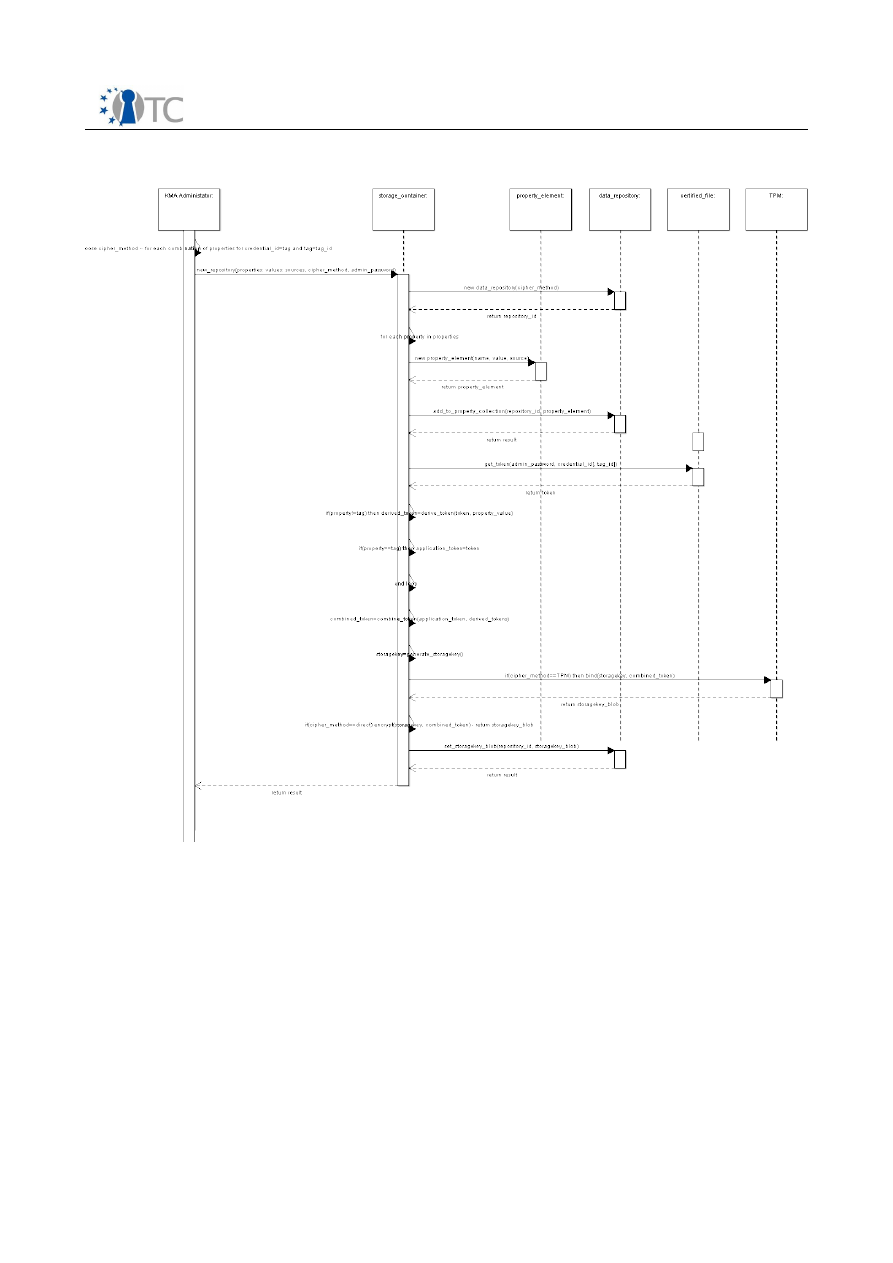 TC
KMA Administator:
storage_container:
property_element:
data_repository:
certified_file:
TPM:
ose cipher_method - for each combination of properties for credential_id=tag and tag=tag_id
new_repository(properties, values, sources, cipher_method, admin_password)
new data_repository(cipher_method)
return repository_id
for each property in properties
new property_element(name, value, source)
return property_element
add_to_property_collection(repository_id, property_element)
return result
get_token(admin_password, credential_id[, tag_id])
return token
if(property!=tag) then derived_token=derive_token(token, property_value)
if(property==tag) then application_token=token
end loop
combined_token=combine_token(application_token, derived_tokens)
storagekey=generate_storagekey()
if(cipher_method==TPM) then bind(storagekey, combined_token)
return storagekey_blob
if(cipher_method==direct) encrypt(storagekey, combined_token) - return storagekey_blob
set_storagekey_blob(repository_id, storagekey_blob)
return result
return result